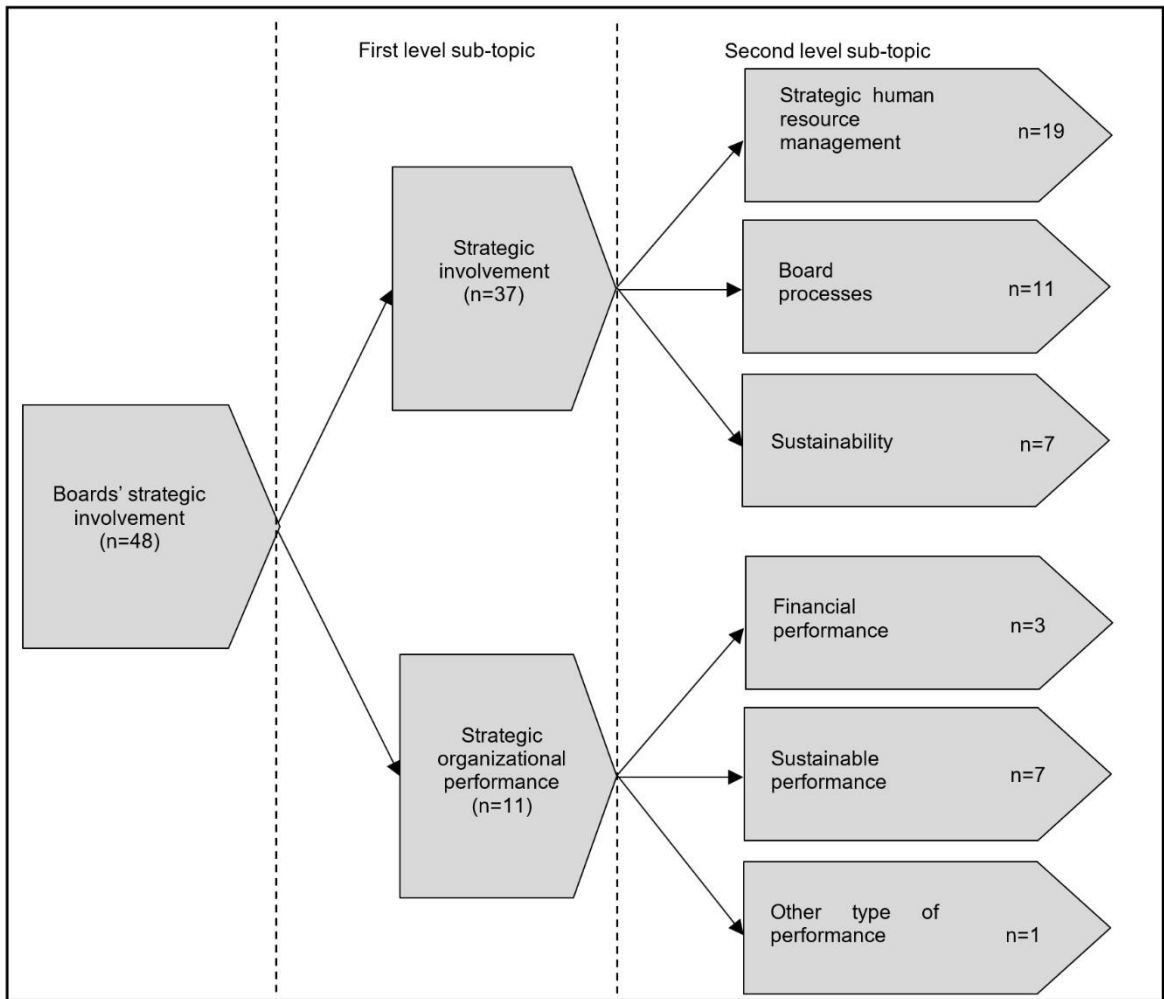 First level sub-topic
Second level sub-topic
Boards’ strategic
involvement
(n=48)
Strategic
involvement
(n=37)
Strategic
organizational
performance
(n=11)
Strategic human
resource
management
n=19
Board
processes
n=11
Sustainability
n=7
Financial
performance
n=3
Sustainable
performance
n=7
Other type of
performance
n=1